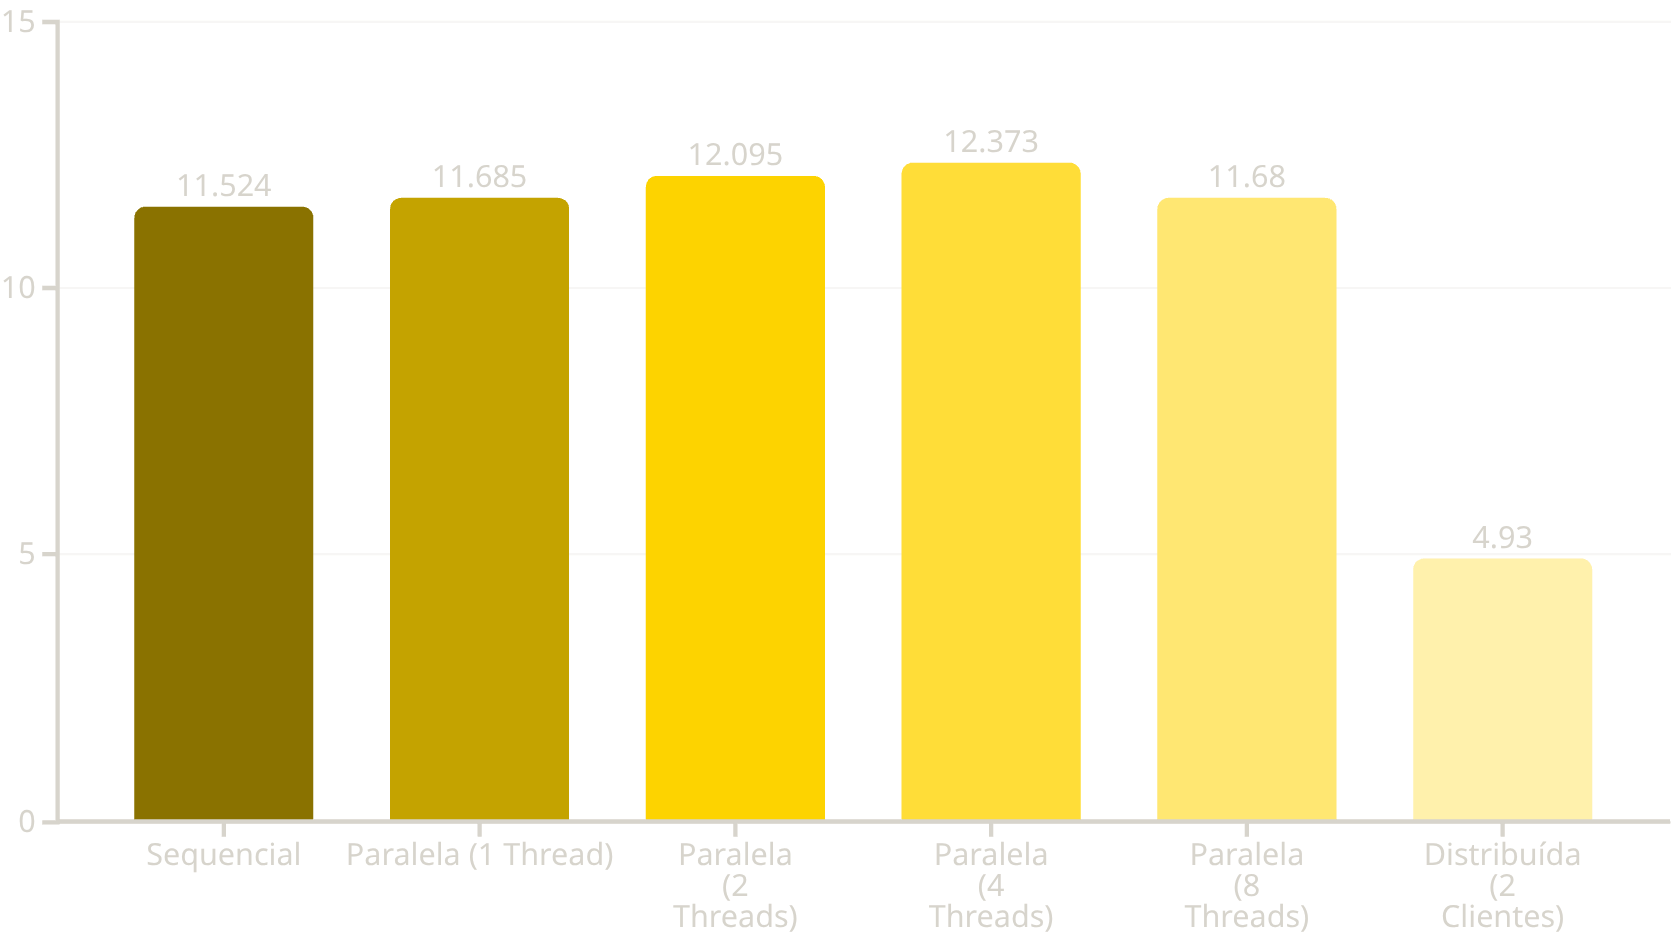 15
10
5
0
11.524
11.685
12.095
12.373
11.68
4.93
Sequencial
Paralela (1 Thread)
Paralela
(2
Threads)
Paralela
(4
Threads)
Paralela
(8
Threads)
Distribuída
(2
Clientes)